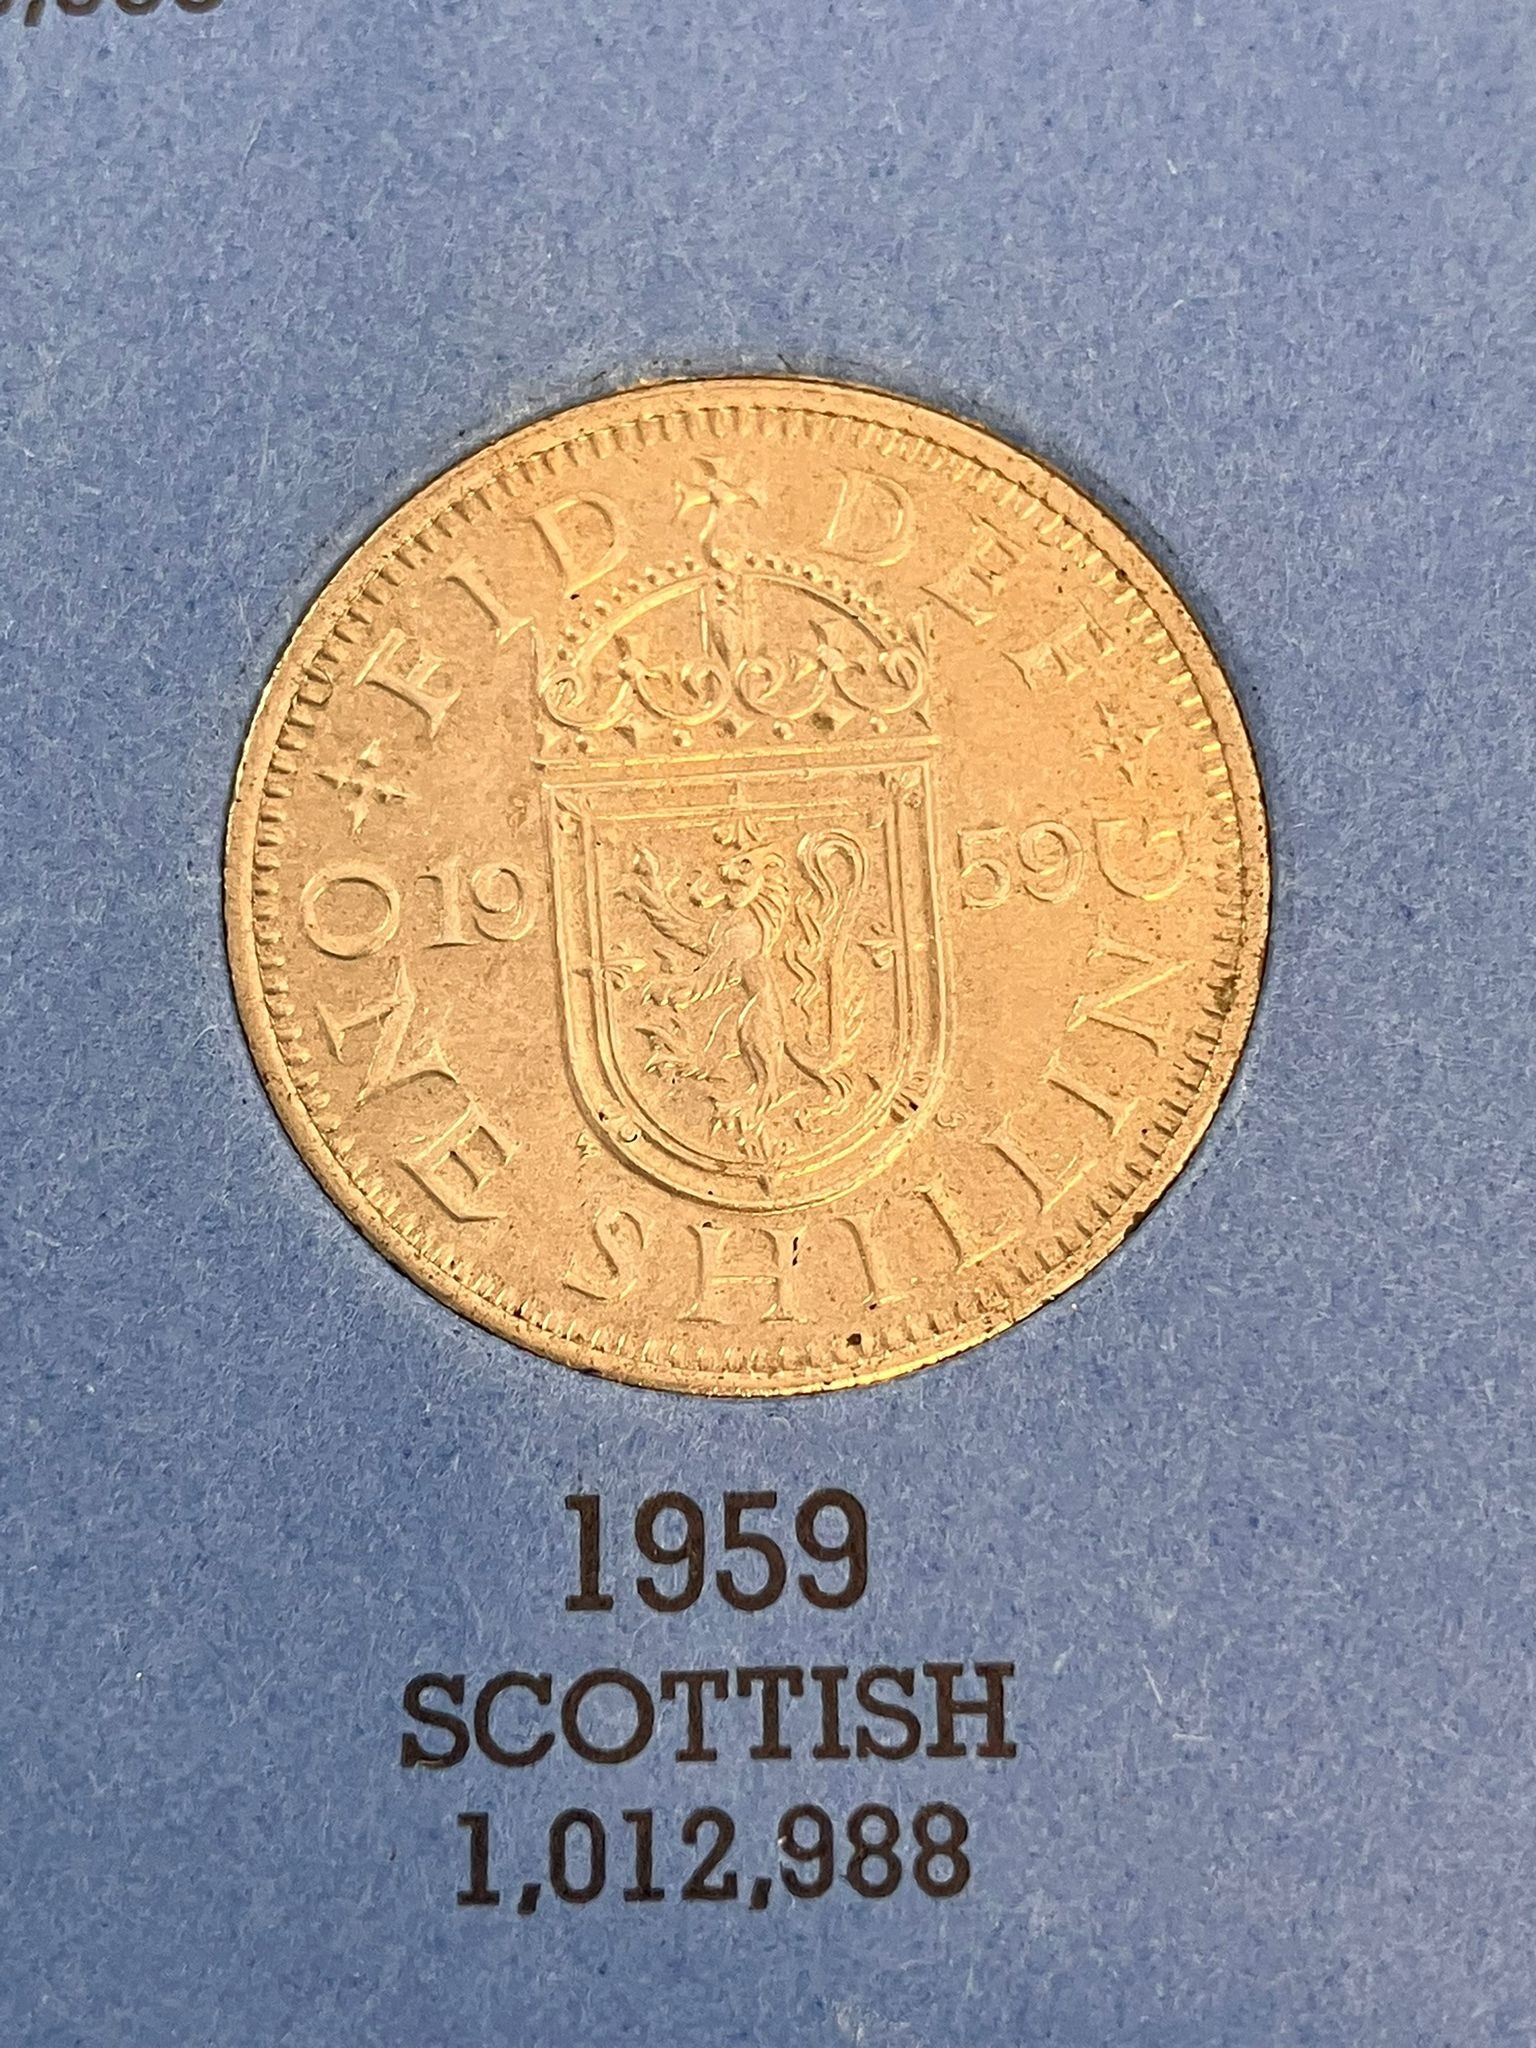 FID DEF
ONE SHILLING
19 59
1959
SCOTTISH
1,012,988